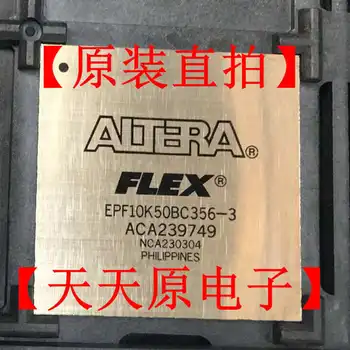 【原装直拍】
ALTERA®
FLEX®
EPF10K50BC356-3
ACA239749
NCA230304
PHILIPPINES
【天天原电子】